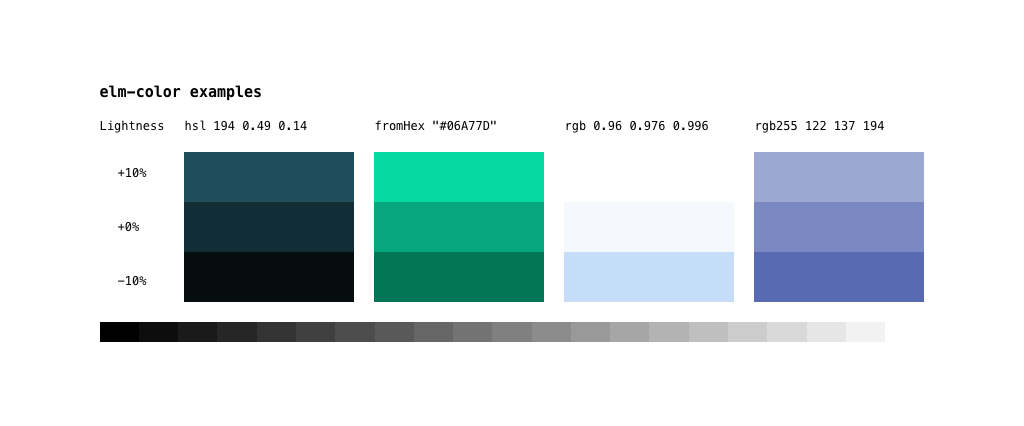 elm-color examples
Lightness hsl 194 0.49 0.14 fromHex "#06A77D" rgb 0.96 0.976 0.996 rgb255 122 137 194
+10%
+0%
−10%